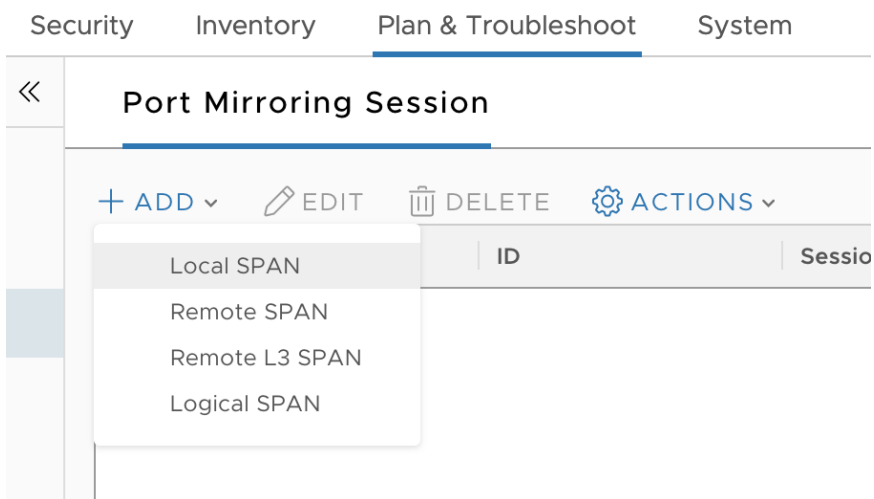 Security Inventory Plan & Troubleshoot System
Port Mirroring Session
ADD EDIT DELETE ACTIONS
ID
Local SPAN
Remote SPAN
Remote L3 SPAN
Logical SPAN